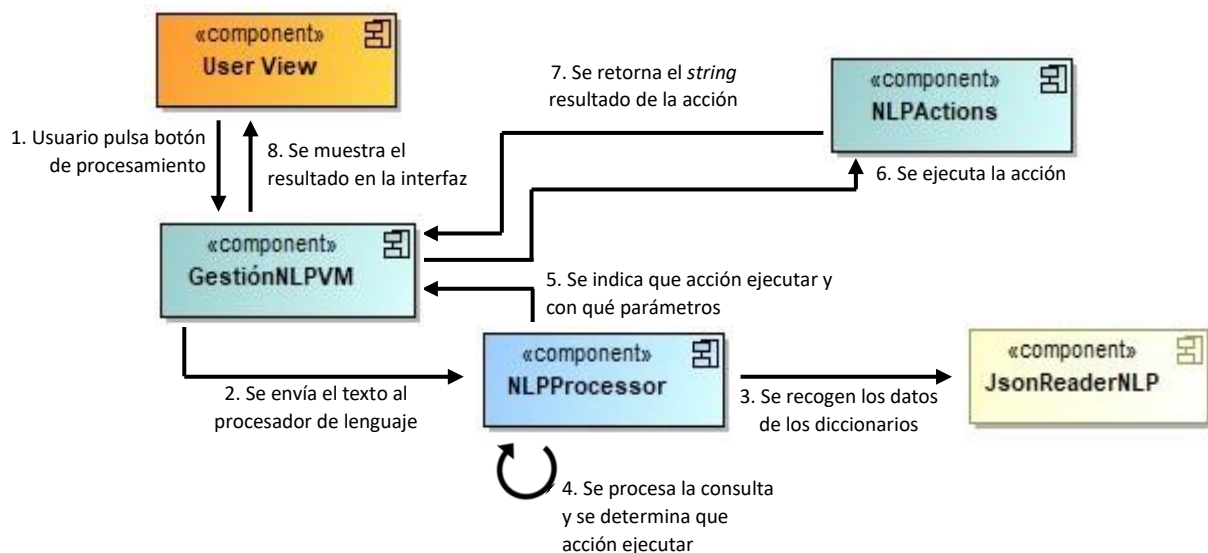 «component»
User View
1. Usuario pulsa botón
de procesamiento
8. Se muestra el
resultado en la interfaz
7. Se retorna el string
resultado de la acción
«component»
NLPActions
6. Se ejecuta la acción
«component»
GestiónNLPVM
5. Se indica que acción ejecutar y
con qué parámetros
2. Se envía el texto al
procesador de lenguaje
«component»
NLPProcessor
3. Se recogen los datos
de los diccionarios
«component»
JsonReaderNLP
4. Se procesa la consulta
y se determina que
acción ejecutar